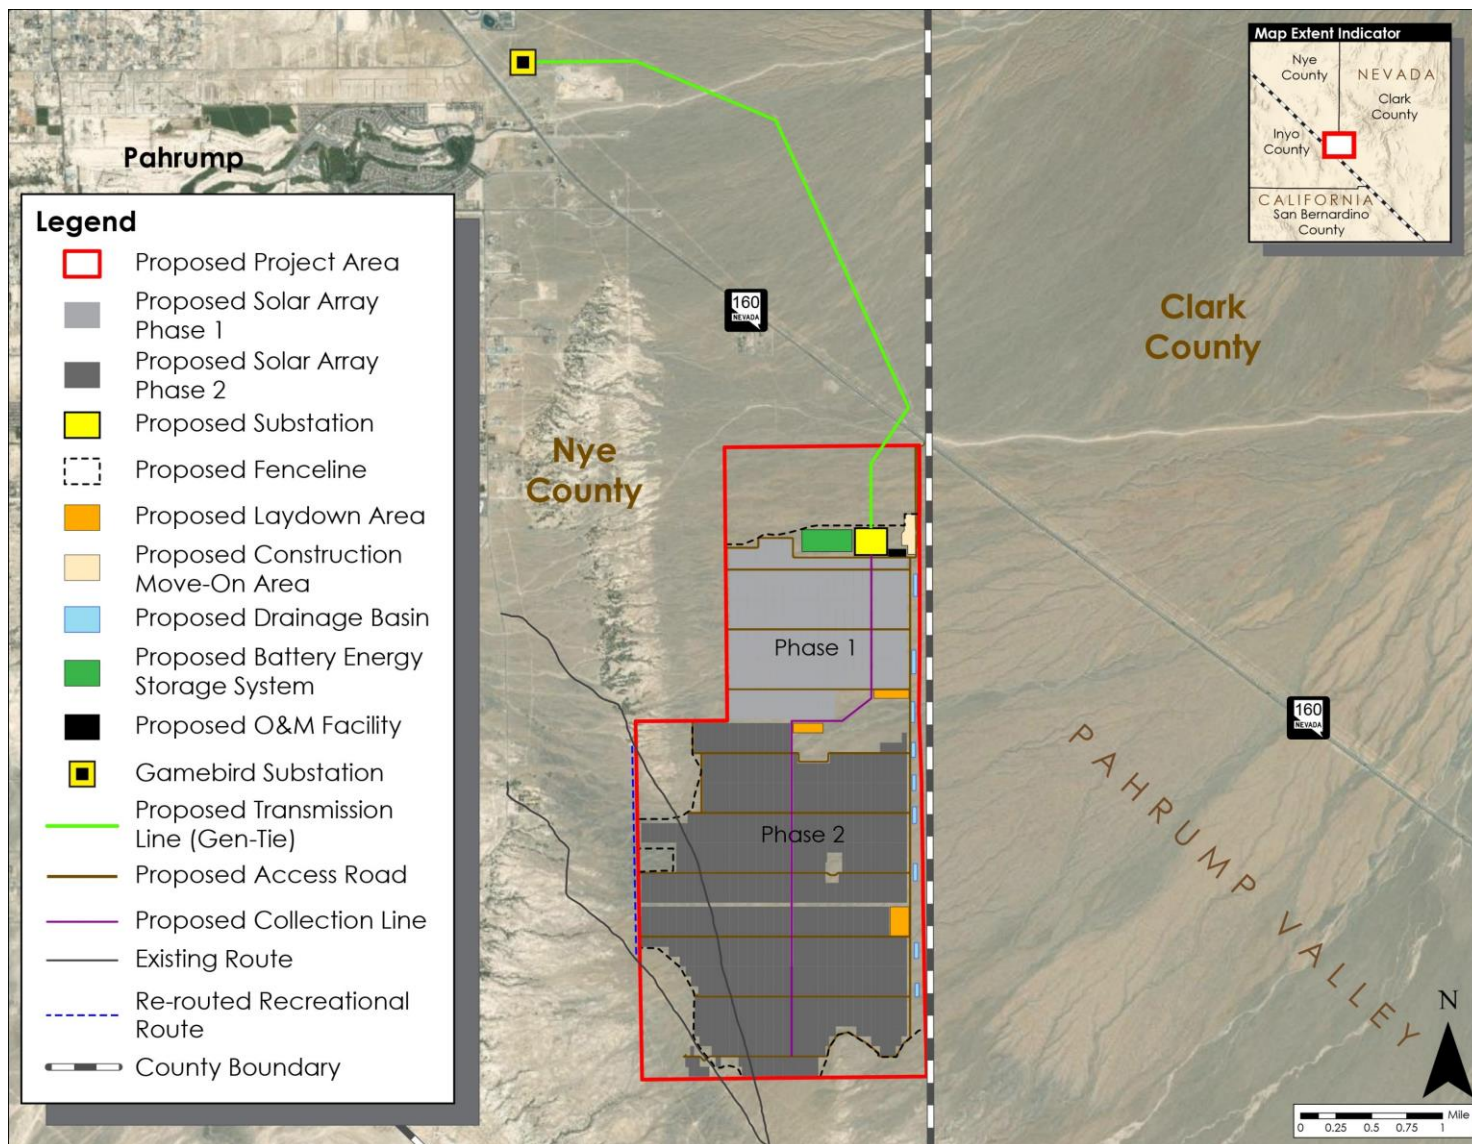 Map Extent Indicator
Nye
County
NEVADA
Clark
County
Inyo
County
CALIFORNIA
San Bernardino
County
Pahrump
Legend
Proposed Project Area
Proposed Solar Array
Phase 1
Proposed Solar Array
Phase 2
Proposed Substation
Proposed Fenceline
Proposed Laydown Area
Proposed Construction
Move-On Area
Proposed Drainage Basin
Proposed Battery Energy
Storage System
Proposed O&M Facility
Gamebird Substation
Proposed Transmission
Line (Gen-Tie)
Proposed Access Road
Proposed Collection Line
Existing Route
Re-routed Recreational
Route
County Boundary
160
NEVADA
Clark
County
Nye
County
Phase 1
160
NEVADA
Phase 2
PAHRUMP VALLEY
N
Mile
0 0.25 0.5 0.75 1